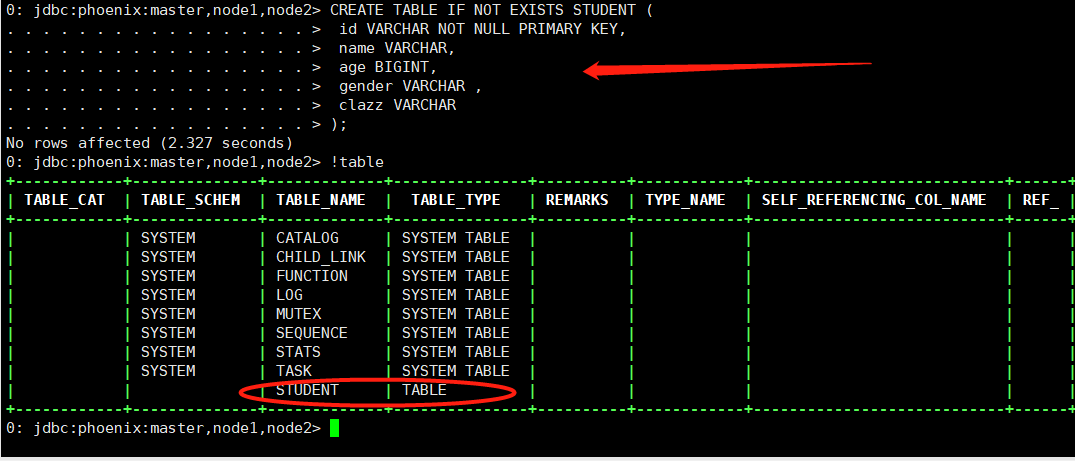 0: jdbc:phoenix:master,node1,node2> CREATE TABLE IF NOT EXISTS STUDENT (
. . . . . . . . . . . . . . . . . > id VARCHAR NOT NULL PRIMARY KEY,
. . . . . . . . . . . . . . . . . > name VARCHAR,
. . . . . . . . . . . . . . . . . > age BIGINT,
. . . . . . . . . . . . . . . . . > gender VARCHAR ,
. . . . . . . . . . . . . . . . . > clazz VARCHAR
. . . . . . . . . . . . . . . . . > );
No rows affected (2.327 seconds)
0: jdbc:phoenix:master,node1,node2> !table
| TABLE_CAT | TABLE_SCHEM | TABLE_NAME | TABLE_TYPE | REMARKS | TYPE_NAME | SELF_REFERENCING_COL_NAME | REF_ |
| | SYSTEM | CATALOG | SYSTEM TABLE | | | | |
| | SYSTEM | CHILD_LINK | SYSTEM TABLE | | | | |
| | SYSTEM | FUNCTION | SYSTEM TABLE | | | | |
| | SYSTEM | LOG | SYSTEM TABLE | | | | |
| | SYSTEM | MUTEX | SYSTEM TABLE | | | | |
| | SYSTEM | SEQUENCE | SYSTEM TABLE | | | | |
| | SYSTEM | STATS | SYSTEM TABLE | | | | |
| | SYSTEM | TASK | SYSTEM TABLE | | | | |
| | | STUDENT | TABLE | | | | |
0: jdbc:phoenix:master,node1,node2>